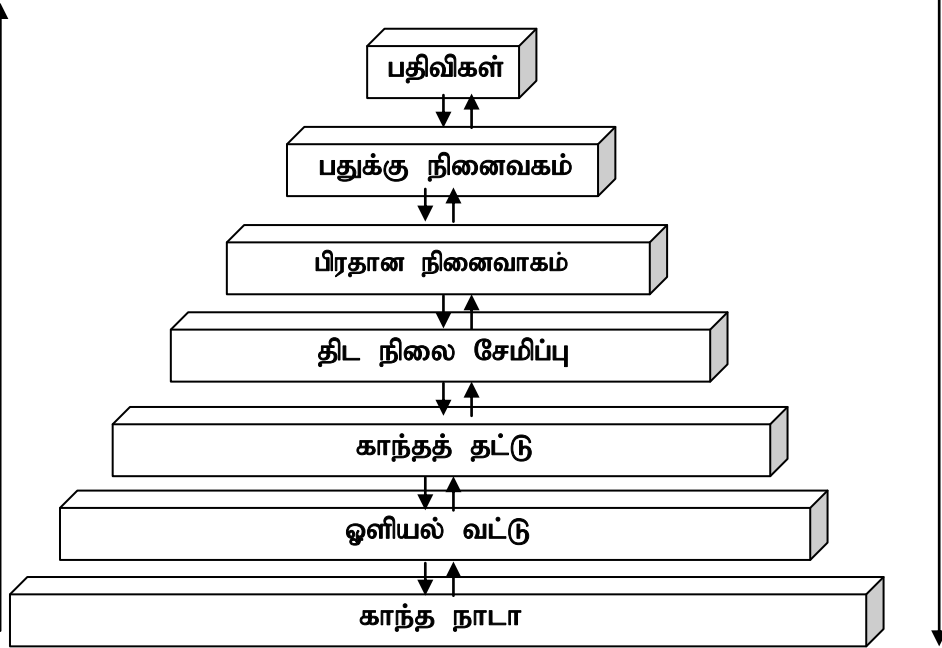 பதிவிகள்
பதுக்கு நினைவகம்
பிரதான நினைவாகம்
திட நிலை சேமிப்பு
காந்தத் தட்டு
ஒளியல் வட்டு
காந்த நாடா